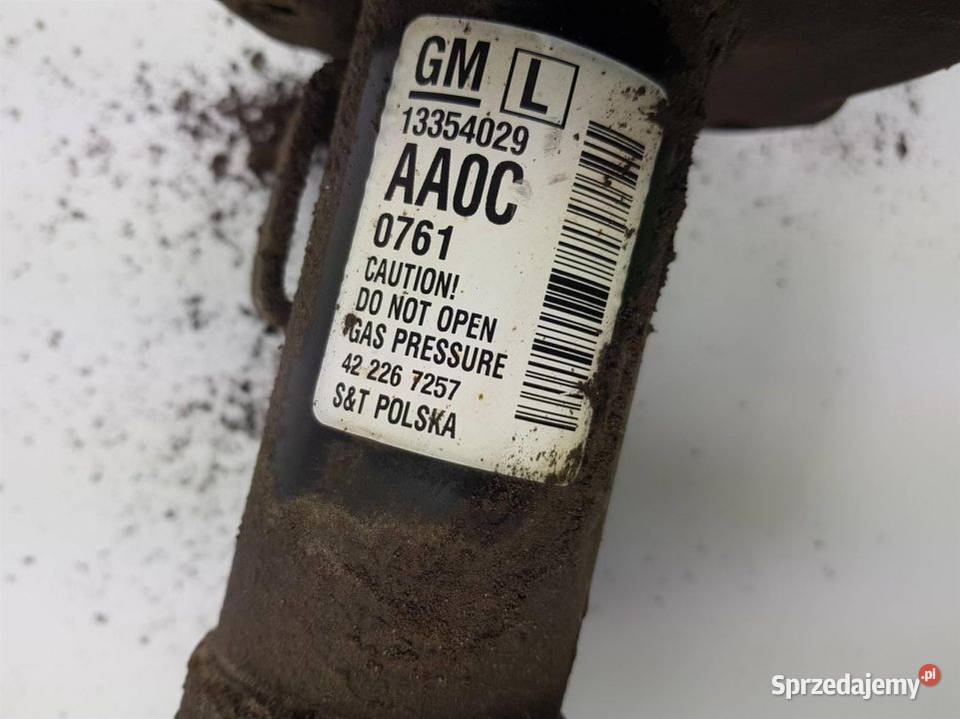 GM L
13354029
AA0C
0761
CAUTION!
DO NOT OPEN
GAS PRESSURE
42 226 7257
S&T POLSKA
Sprzedajemy.pl